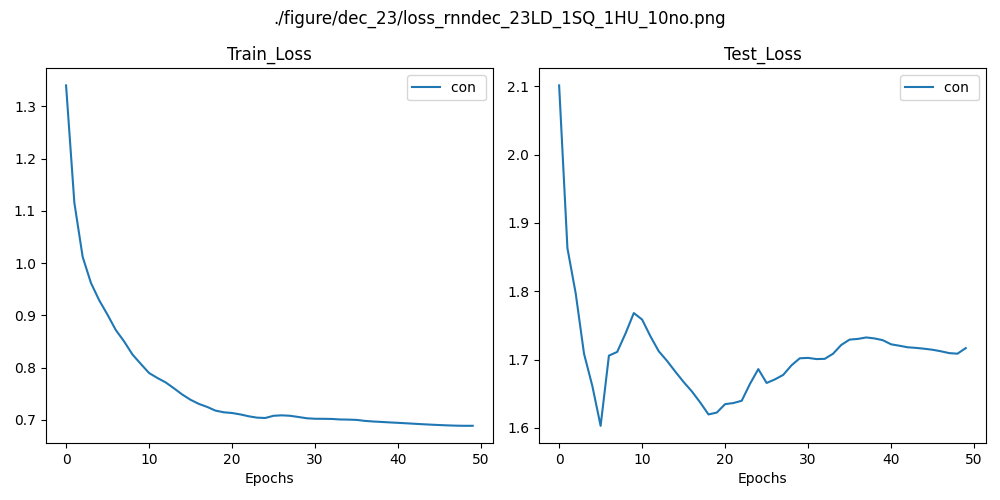 ./figure/dec_23/loss_rnndec_23LD_1SQ_1HU_10no.png
Train_Loss
con
1.3
1.2
1.1
1.0
0.9
0.8
0.7
0 10 20 30 40 50
Epochs
Test_Loss
con
2.1
2.0
1.9
1.8
1.7
1.6
0 10 20 30 40 50
Epochs